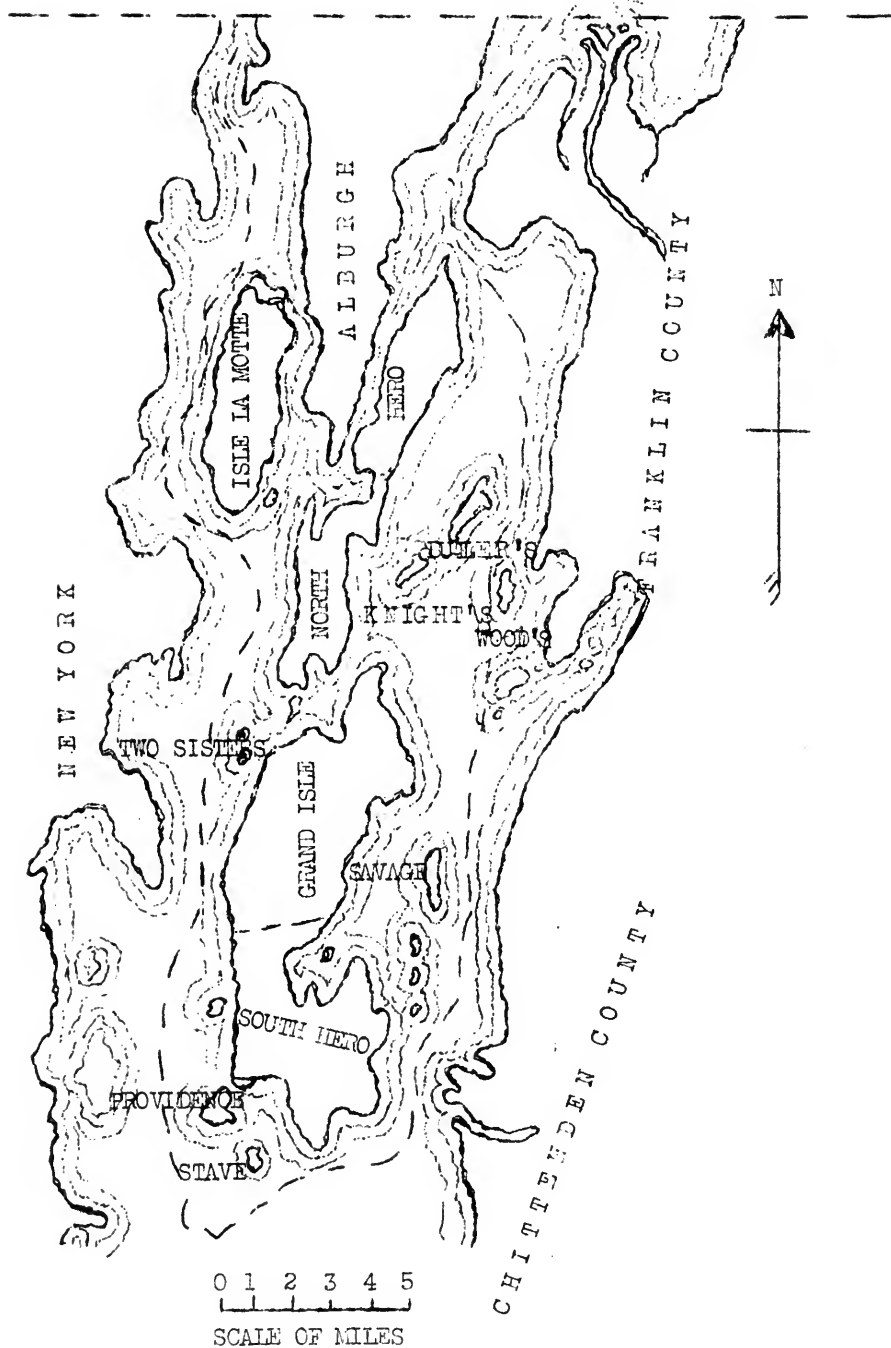 ALBURGH
N
FRANKLIN COUNTY
ISLE LA MOTTE
HERO
BUTLER'S
NORTH
KNIGHT'S
WOOD'S
NEW YORK
TWO SISTERS
GRAND ISLE
SAVAGE
SOUTH HERO
CHITTENDEN COUNTY
PROVIDENCE
STAVE
0 1 2 3 4 5
SCALE OF MILES